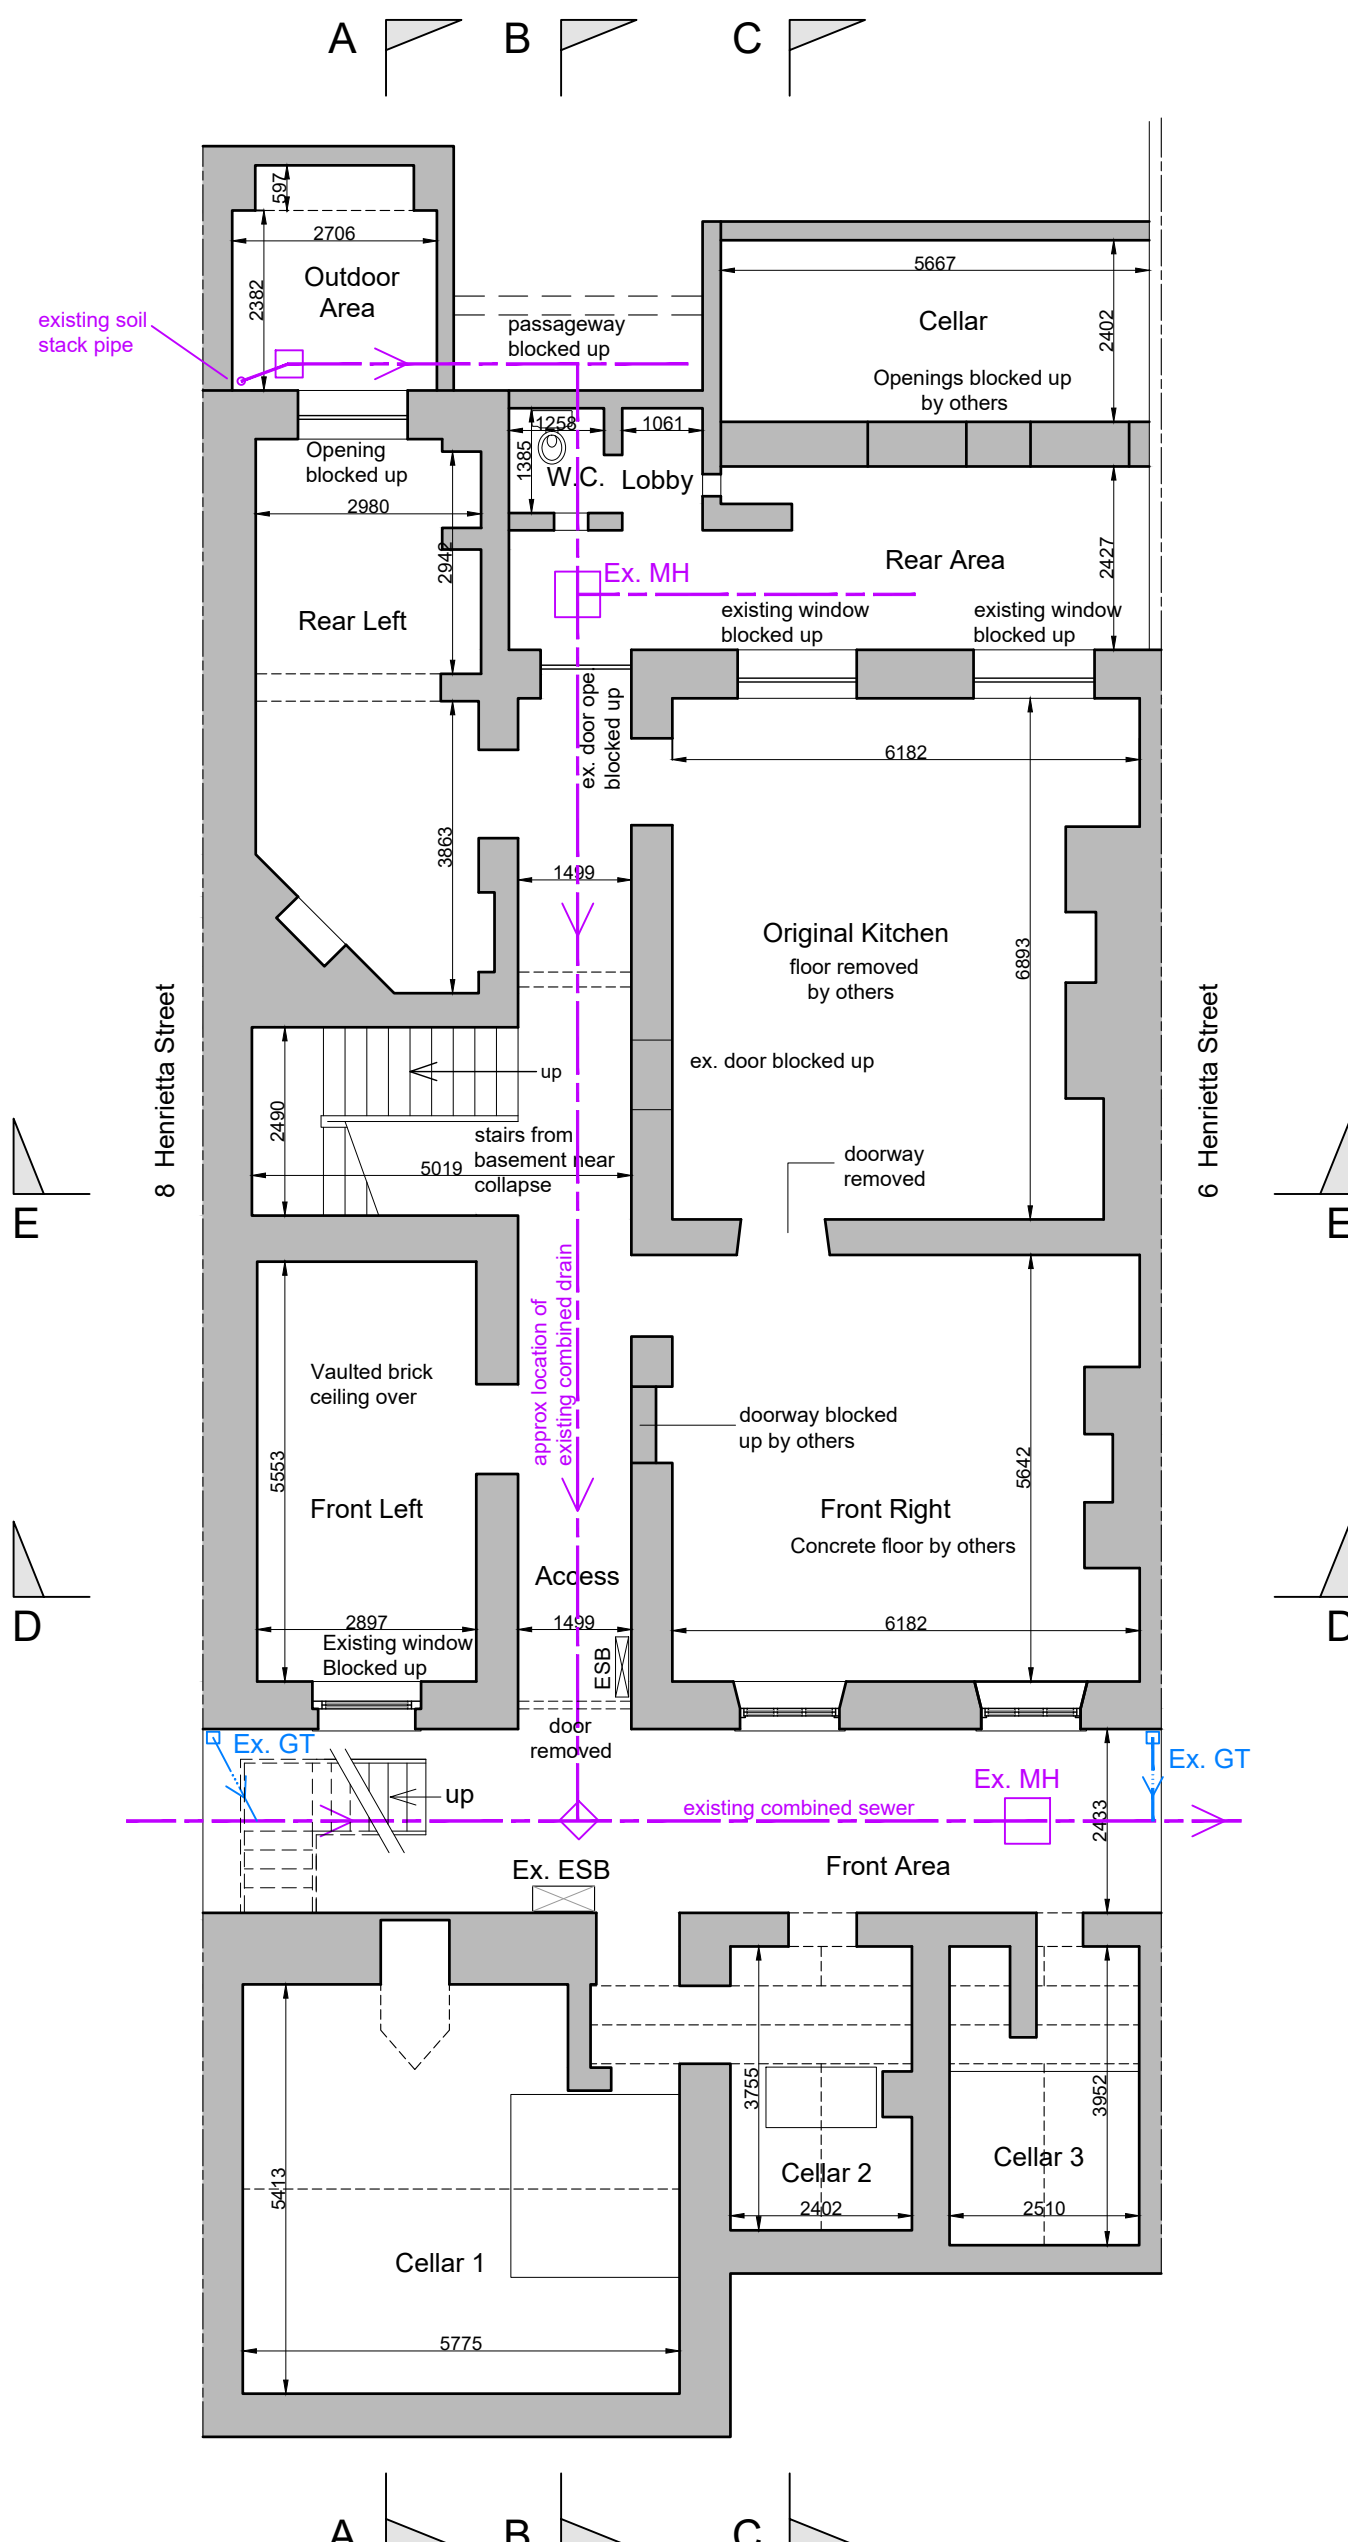 A B C
597
2706
Outdoor
Area
2382
existing soil
stack pipe
passageway
blocked up
5667
Cellar
2402
Openings blocked up
by others
Opening
blocked up
2980
2942
1258
1061
1385
W.C.
Lobby
Rear Area
2427
Ex. MH
existing window
blocked up
existing window
blocked up
Rear Left
ex. door ope.
blocked up
6182
3863
1499
Original Kitchen
floor removed
by others
6893
8 Henrietta Street
6 Henrietta Street
up
ex. door blocked up
2490
stairs from
basement near
collapse
5019
doorway
removed
E
E
approx location of
existing combined drain
Vaulted brick
ceiling over
5553
Front Left
doorway blocked
up by others
5642
Front Right
Concrete floor by others
Access
D
D
2897
1499
6182
Existing window
Blocked up
ESB
door
removed
Ex. GT
Ex. GT
up
Ex. MH
existing combined sewer
2433
Ex. ESB
Front Area
3755
3952
Cellar 2
Cellar 3
2402
2510
5413
Cellar 1
5775
A B C